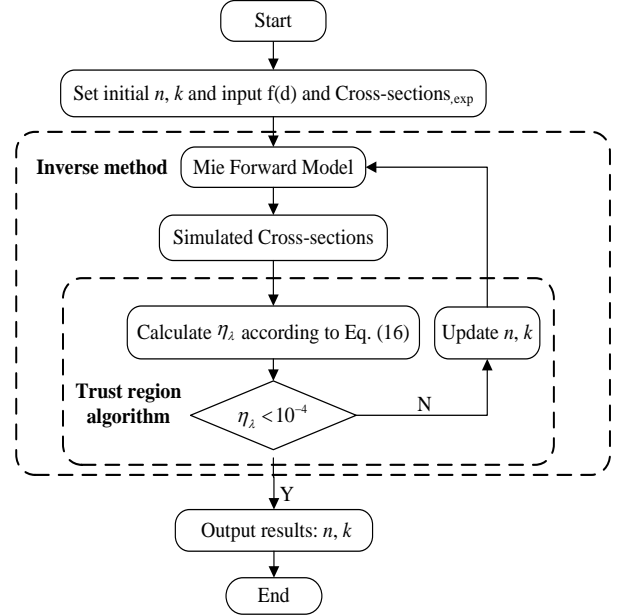 Start
Set initial n, k and input f(d) and Cross-sections,exp
Inverse method
Mie Forward Model
Simulated Cross-sections
Calculate ηλ according to Eq. (16)
Update n, k
Trust region
algorithm
ηλ < 10⁻⁴
N
Y
Output results: n, k
End